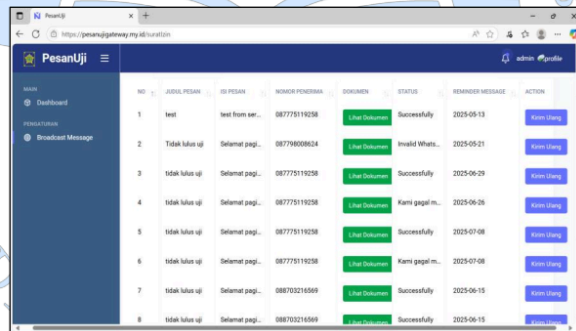 PesanUji
https://pesanujigateway.my.id/suratIzin
PesanUji
admin profile
MAIN
Dashboard
PENGATURAN
Broadcast Message
NO JUDUL PESAN ISI PESAN NOMOR PENERIMA DOKUMEN STATUS REMINDER MESSAGE ACTION
1 test test from ser... 087775119258 Lihat Dokumen Successfully 2025-05-13 Kirim Ulang
2 Tidak lulus uji Selamat pagi... 087798008624 Lihat Dokumen Invalid Whats... 2025-05-21 Kirim Ulang
3 tidak lulus uji Selamat pagi... 087775119258 Lihat Dokumen Successfully 2025-06-29 Kirim Ulang
4 tidak lulus uji Selamat pagi... 087775119258 Lihat Dokumen Kami gagal m... 2025-06-26 Kirim Ulang
5 tidak lulus uji Selamat pagi... 087775119258 Lihat Dokumen Successfully 2025-07-08 Kirim Ulang
6 tidak lulus uji Selamat pagi... 087775119258 Lihat Dokumen Kami gagal m... 2025-07-08 Kirim Ulang
7 tidak lulus uji Selamat pagi... 088703216569 Lihat Dokumen Successfully 2025-06-15 Kirim Ulang
8 tidak lulus uji Selamat pagi... 088703216569 Lihat Dokumen Successfully 2025-06-15 Kirim Ulang